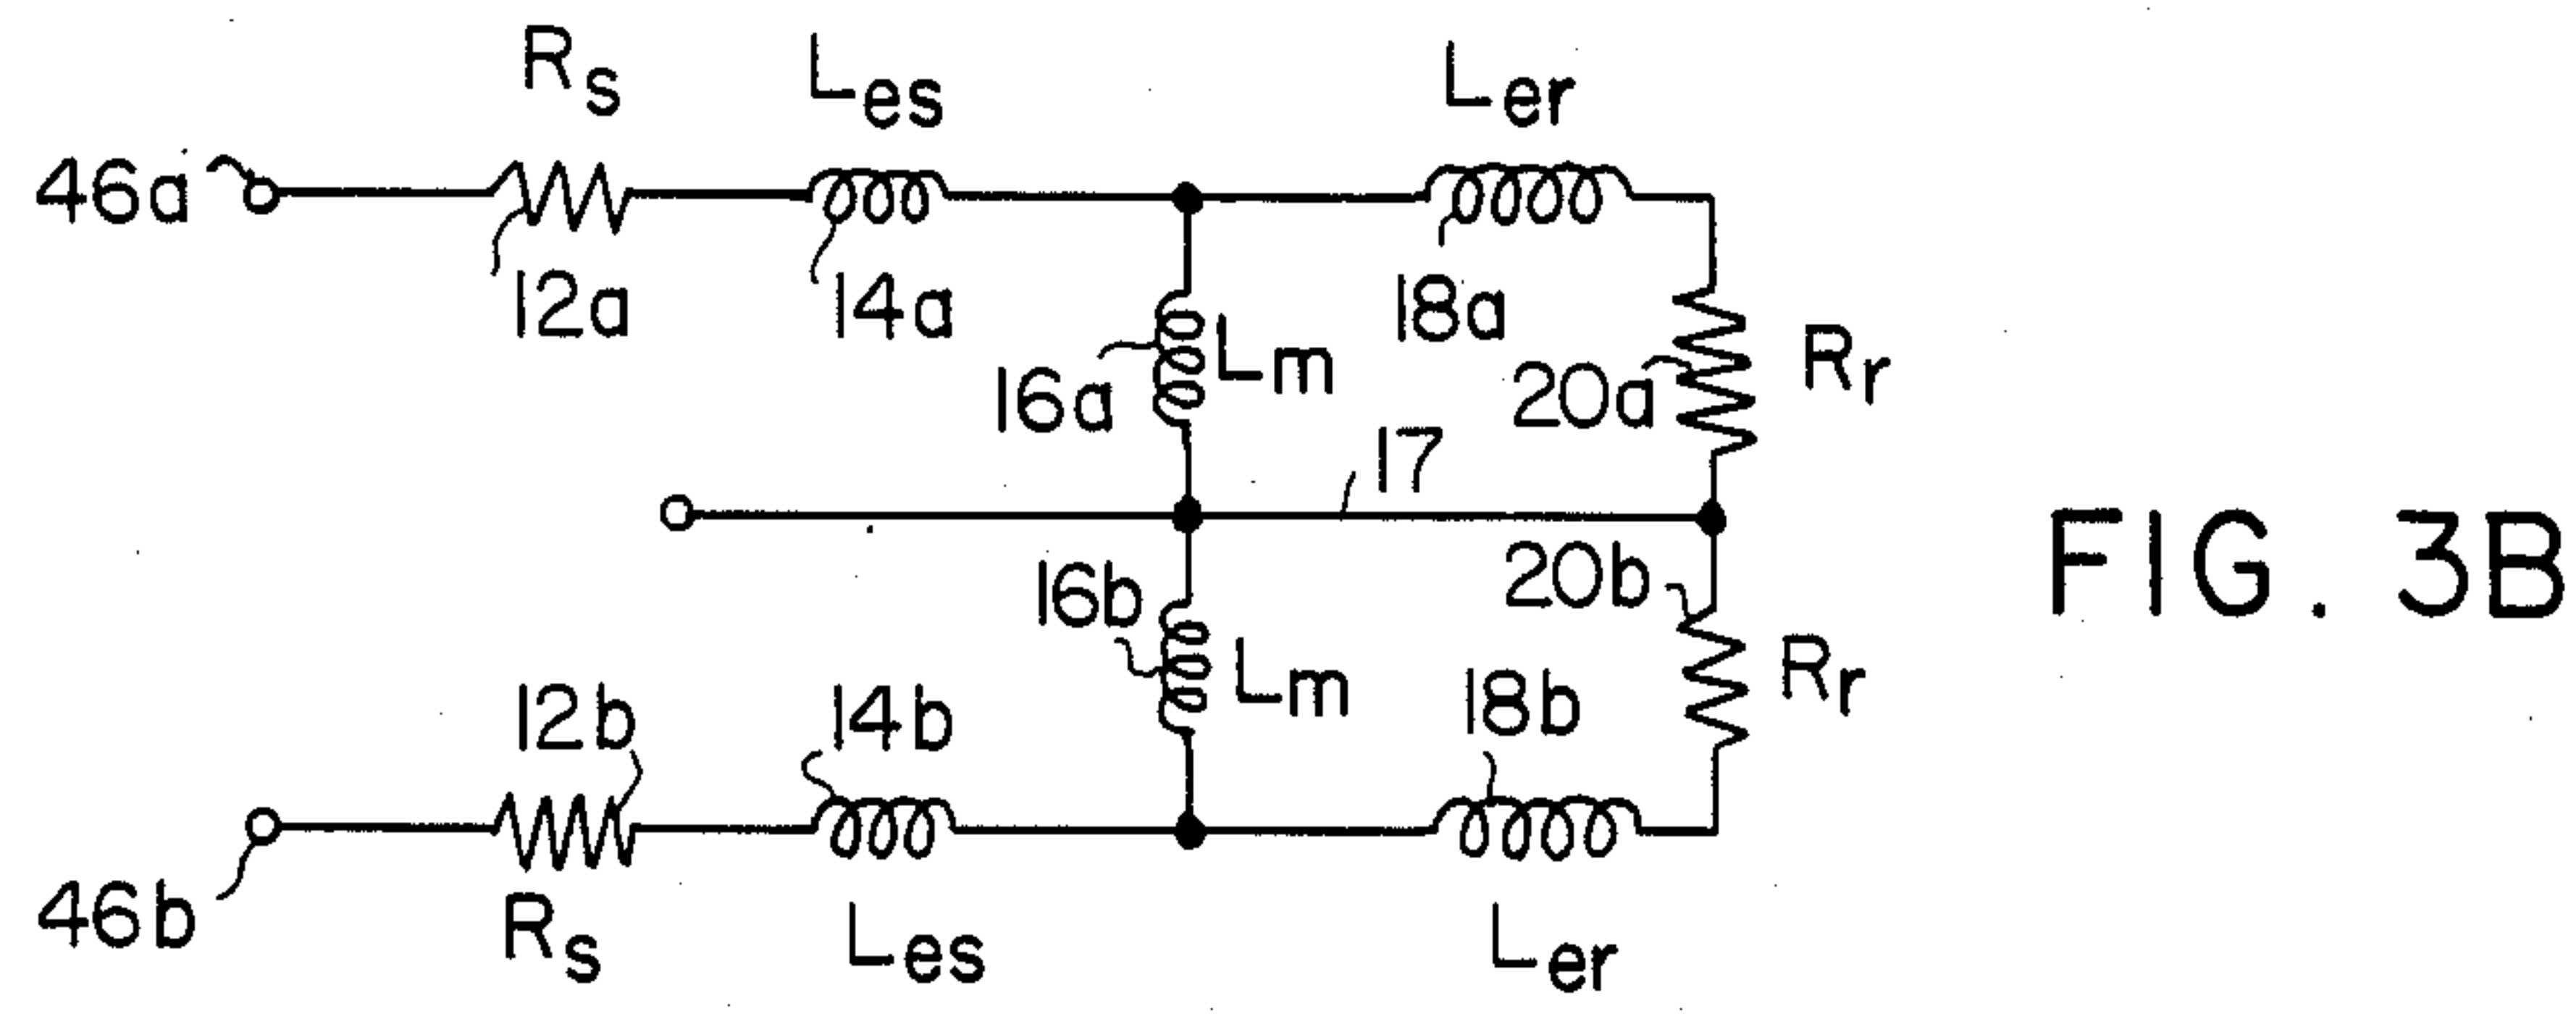 Rs Les Ler
46a
12a 14a 18a
16a Lm 20a Rr
17
FIG. 3B
16b Lm 20b Rr
12b 14b 18b
46b
Rs Les Ler